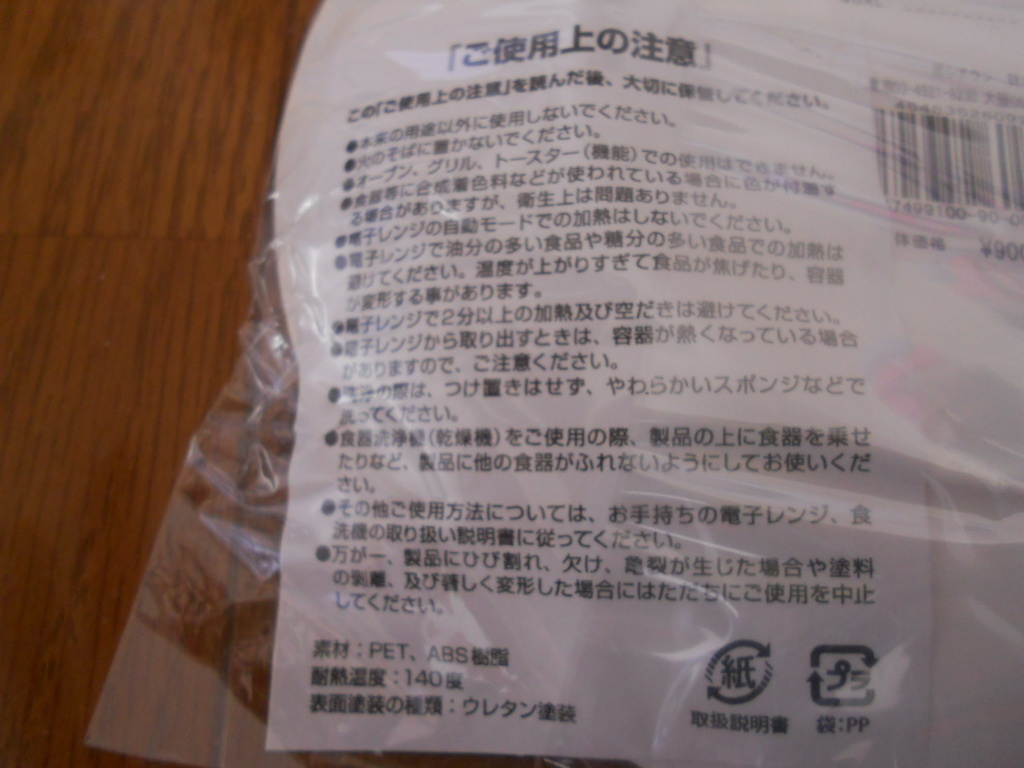 「ご使用上の注意」
この「ご使用上の注意」を読んだ後、大切に保管してください。
●本来の用途以外に使用しないでください。
●火のそばに置かないでください。
●オーブン、グリル、トースター(機能)での使用はできません。
●食器等に合成着色料などが使われている場合に色が付着す
る場合がありますが、衛生上は問題ありません。
●電子レンジの自動モードでの加熱はしないでください。
●電子レンジで油分の多い食品や糖分の多い食品での加熱は
避けてください。温度が上がりすぎて食品が焦げたり、容器
が変形する事があります。
●電子レンジで2分以上の加熱及び空だきは避けてください。
●電子レンジから取り出すときは、容器が熱くなっている場合
がありますので、ご注意ください。
●洗浄の際は、つけ置きはせず、やわらかいスポンジなどで
洗ってください。
●食器洗浄機(乾燥機)をご使用の際、製品の上に食器を乗せ
たりなど、製品に他の食器がふれないようにしてお使いくだ
さい。
●その他ご使用方法については、お手持ちの電子レンジ、食
洗機の取り扱い説明書に従ってください。
●万が一、製品にひび割れ、欠け、亀裂が生じた場合や塗料
の剥離、及び著しく変形した場合にはただちにご使用を中止
してください。
素材:PET、ABS樹脂
耐熱温度:140度
表面塗装の種類:ウレタン塗装
紙
取扱説明書
プラ
袋:PP
7499100-90-0
体価格 ¥900